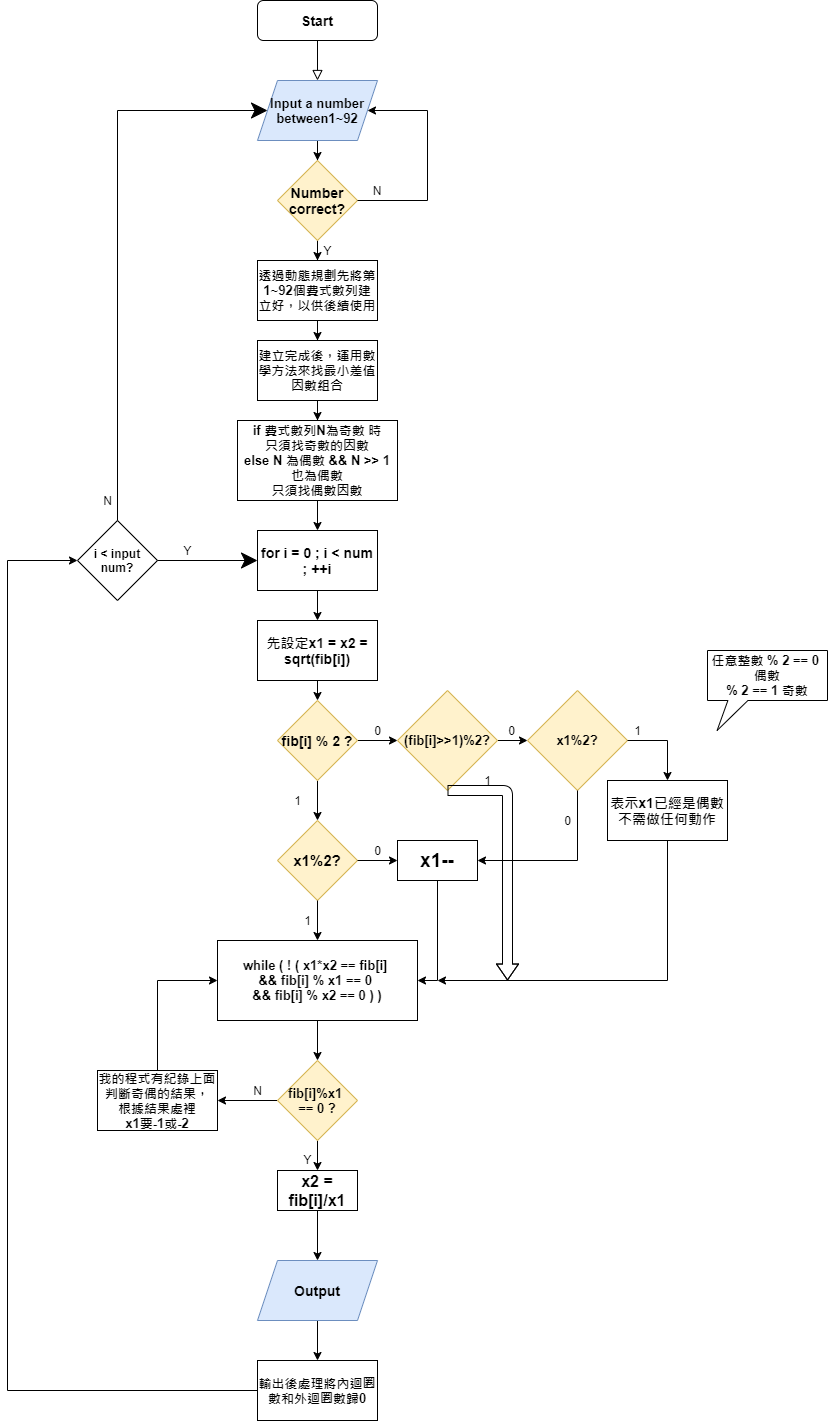 Start
Input a number
between1~92
N
Number
correct?
Y
透過動態規劃先將第
1~92個費式數列建
立好，以供後續使用
建立完成後，運用數
學方法來找最小差值
因數組合
if 費式數列N為奇數 時
只須找奇數的因數
else N 為偶數 && N >> 1
也為偶數
只須找偶數因數
N
i < input
num?
Y
for i = 0 ; i < num
; ++i
先設定x1 = x2 =
sqrt(fib[i])
任意整數 % 2 == 0
偶數
% 2 == 1 奇數
fib[i] % 2 ?
0
(fib[i]>>1)%2?
0
x1%2?
1
1
1
表示x1已經是偶數
不需做任何動作
0
x1%2?
0
x1--
1
while ( ! ( x1*x2 == fib[i]
&& fib[i] % x1 == 0
&& fib[i] % x2 == 0 ) )
我的程式有紀錄上面
判斷奇偶的結果，
根據結果處裡
x1要-1或-2
N
fib[i]%x1
== 0 ?
Y
x2 =
fib[i]/x1
Output
輸出後處理將內迴圈
數和外迴圈數歸0